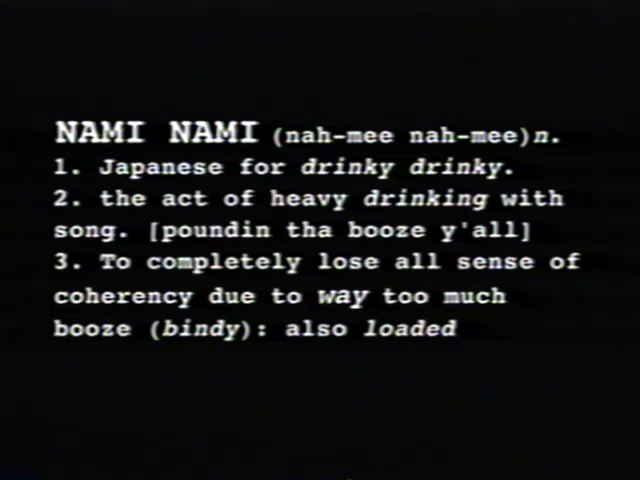 NAMI NAMI (nah-mee nah-mee)n.
1. Japanese for drinky drinky.
2. the act of heavy drinking with
song. [poundin tha booze y'all]
3. To completely lose all sense of
coherency due to way too much
booze (bindy): also loaded